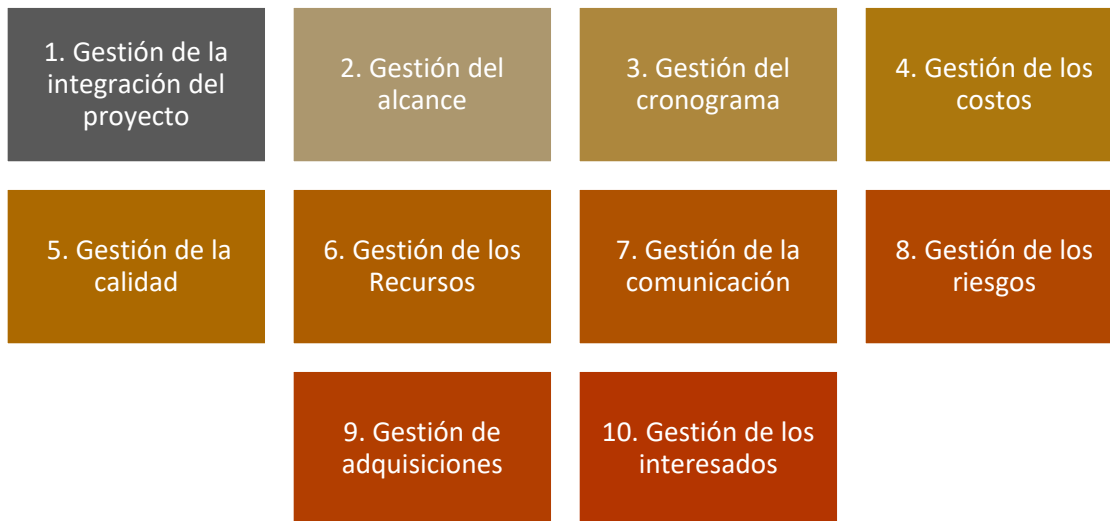 1. Gestión de la
integración del
proyecto
2. Gestión del
alcance
3. Gestión del
cronograma
4. Gestión de los
costos
5. Gestión de la
calidad
6. Gestión de los
Recursos
7. Gestión de la
comunicación
8. Gestión de los
riesgos
9. Gestión de
adquisiciones
10. Gestión de los
interesados